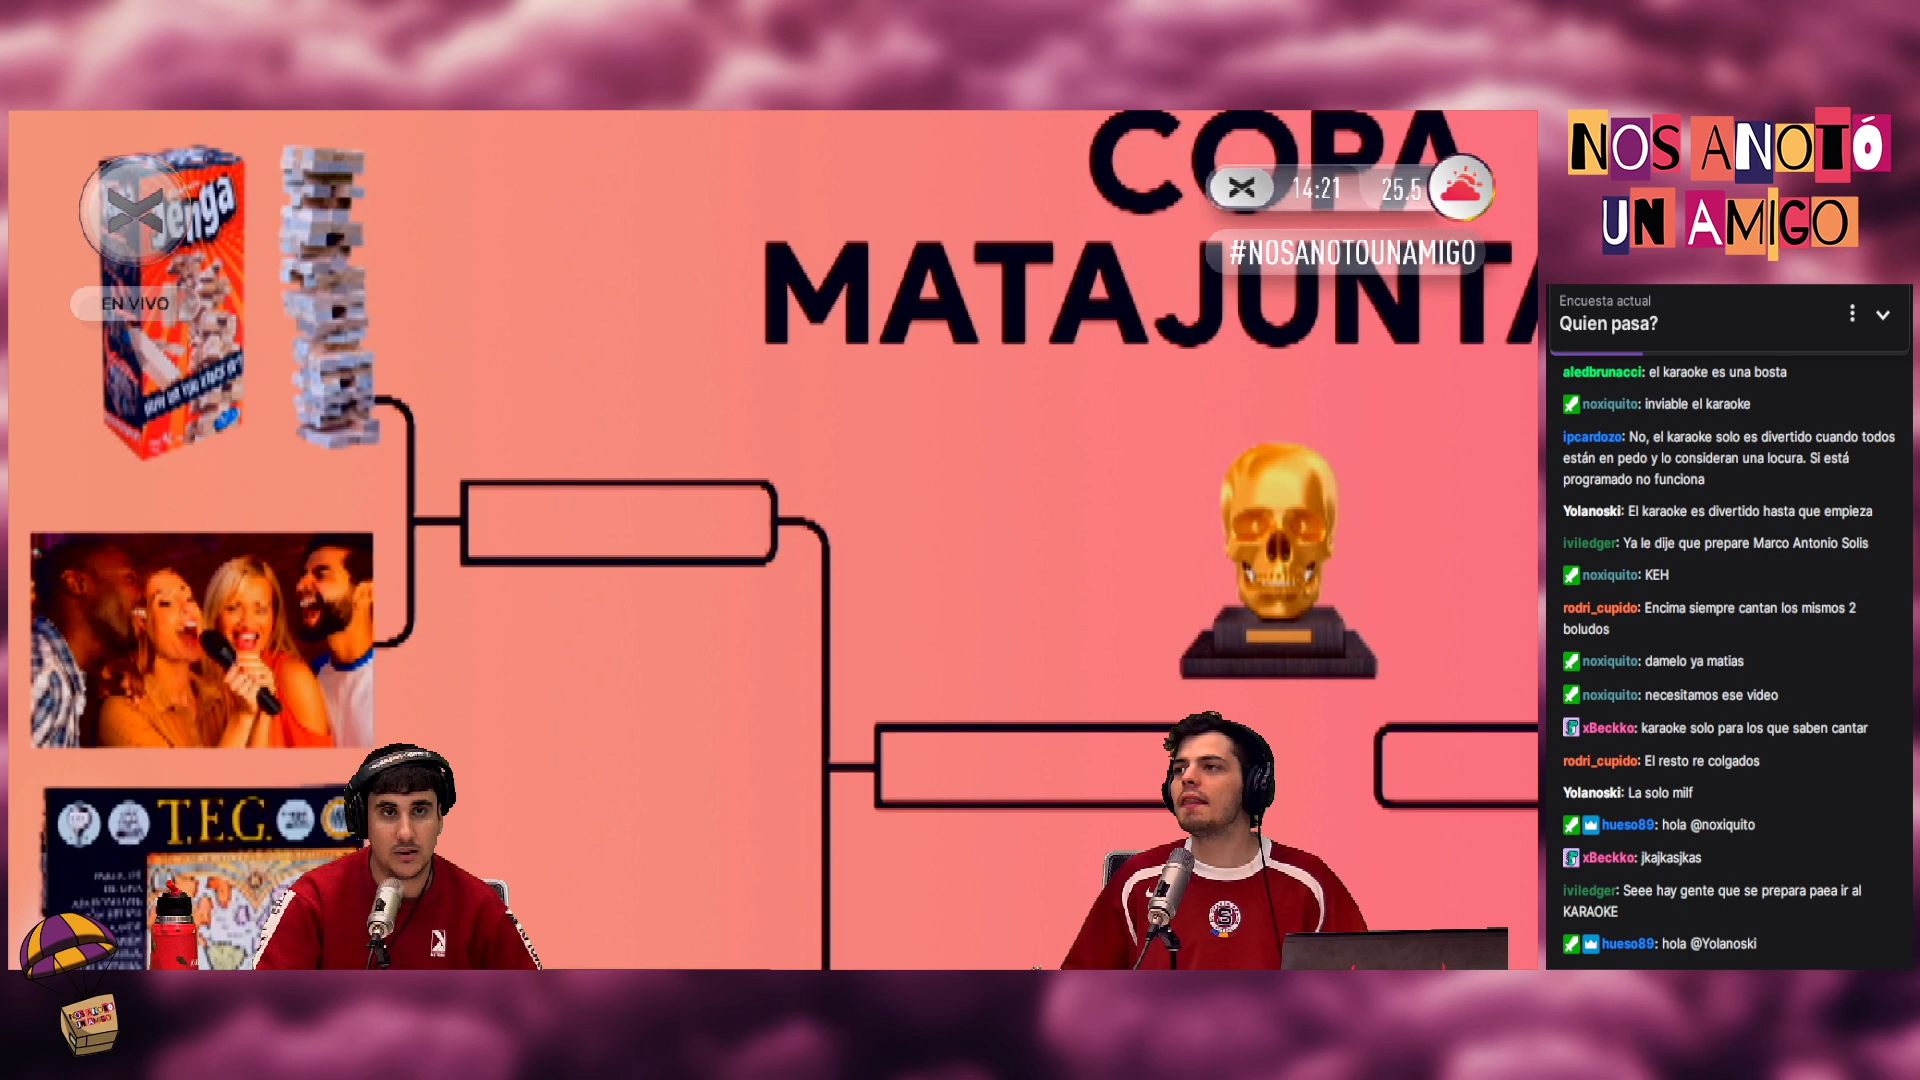 COPA
MATAJUNTA
Jenga
EN VIVO
14:21
25.5
#NOSANOTOUNAMIGO
T.E.G.
NOS ANOTÓ
UN AMIGO
Encuesta actual
Quien pasa?
aledbrunacci: el karaoke es una bosta
noxiquito: inviable el karaoke
ipcardozo: No, el karaoke solo es divertido cuando todos
están en pedo y lo consideran una locura. Si está
programado no funciona
Yolanoski: El karaoke es divertido hasta que empieza
iviledger: Ya le dije que prepare Marco Antonio Solis
noxiquito: KEH
rodri_cupido: Encima siempre cantan los mismos 2
boludos
noxiquito: damelo ya matias
noxiquito: necesitamos ese video
xBeckko: karaoke solo para los que saben cantar
rodri_cupido: El resto re colgados
Yolanoski: La solo milf
hueso89: hola @noxiquito
xBeckko: jkajkasjkas
iviledger: Seee hay gente que se prepara paea ir al
KARAOKE
hueso89: hola @Yolanoski
NOS ANOTÓ
UN AMIGO